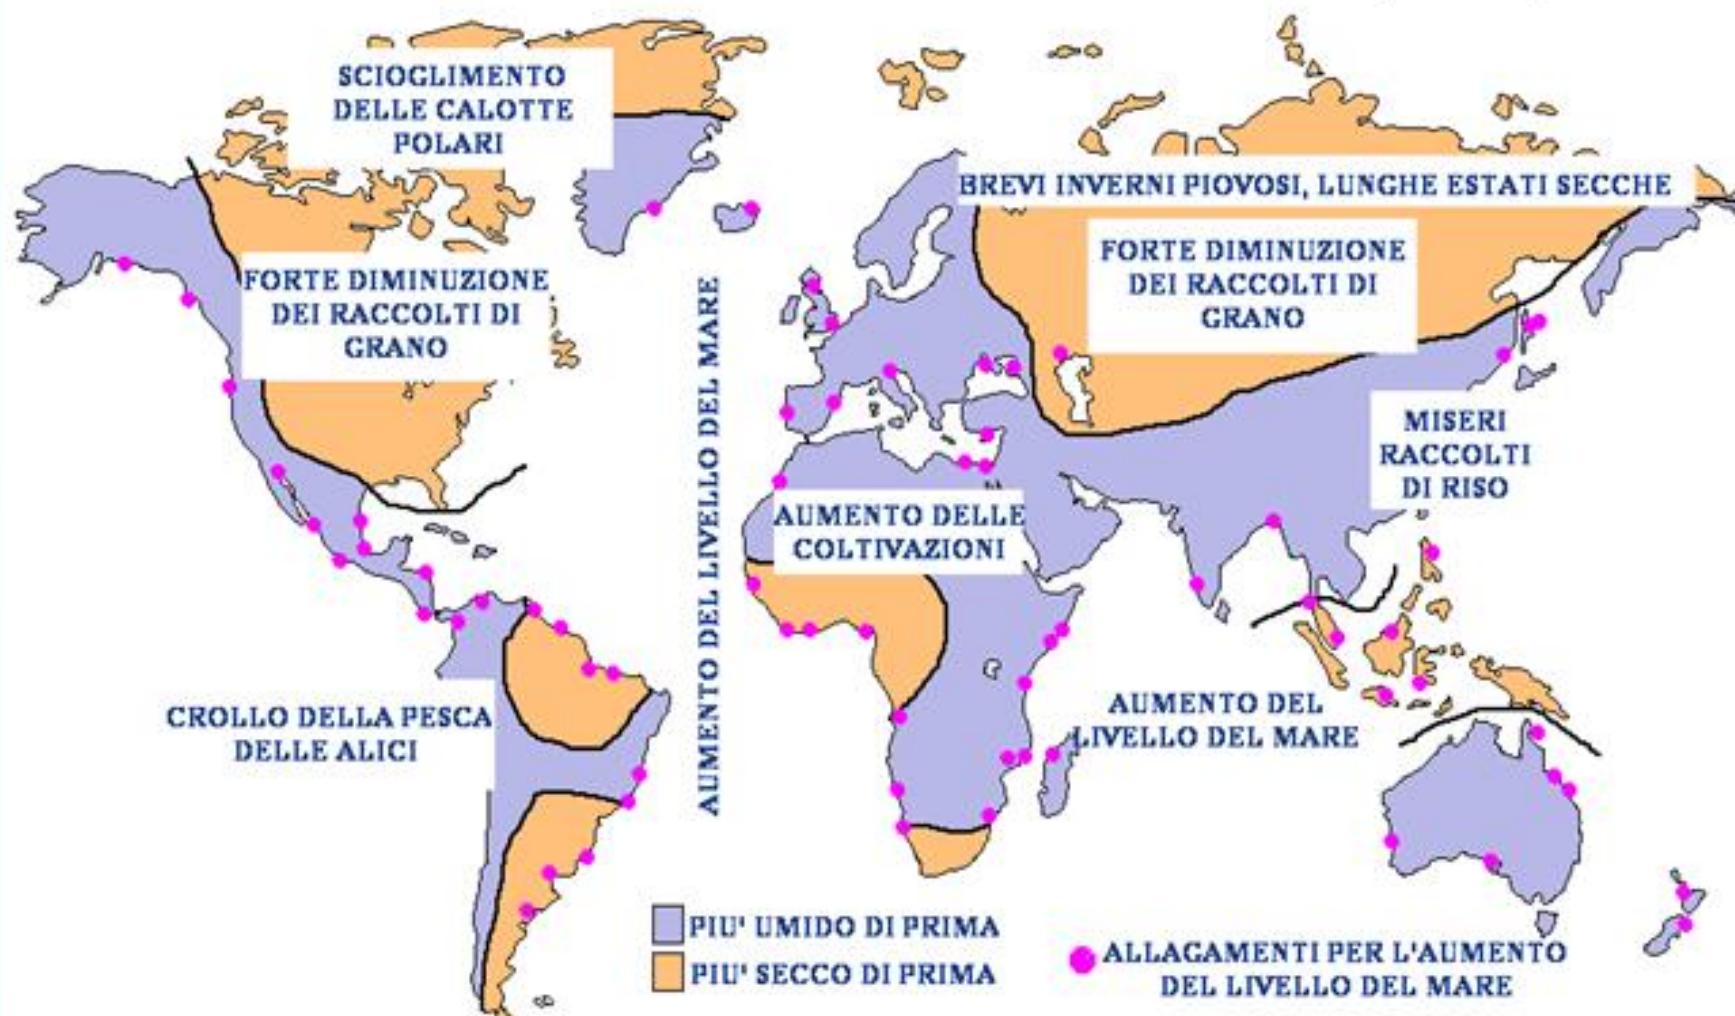 SCIOGLIMENTO
DELLE CALOTTE
POLARI
BREVI INVERNI PIOVOSI, LUNGHE ESTATI SECCHE
FORTE DIMINUZIONE
DEI RACCOLTI DI
GRANO
FORTE DIMINUZIONE
DEI RACCOLTI DI
GRANO
AUMENTO DEL LIVELLO DEL MARE
MISERI
RACCOLTI
DI RISO
AUMENTO DELLE
COLTIVAZIONI
CROLLO DELLA PESCA
DELLE ALICI
AUMENTO DEL
LIVELLO DEL MARE
PIU' UMIDO DI PRIMA
PIU' SECCO DI PRIMA
ALLAGAMENTI PER L'AUMENTO
DEL LIVELLO DEL MARE